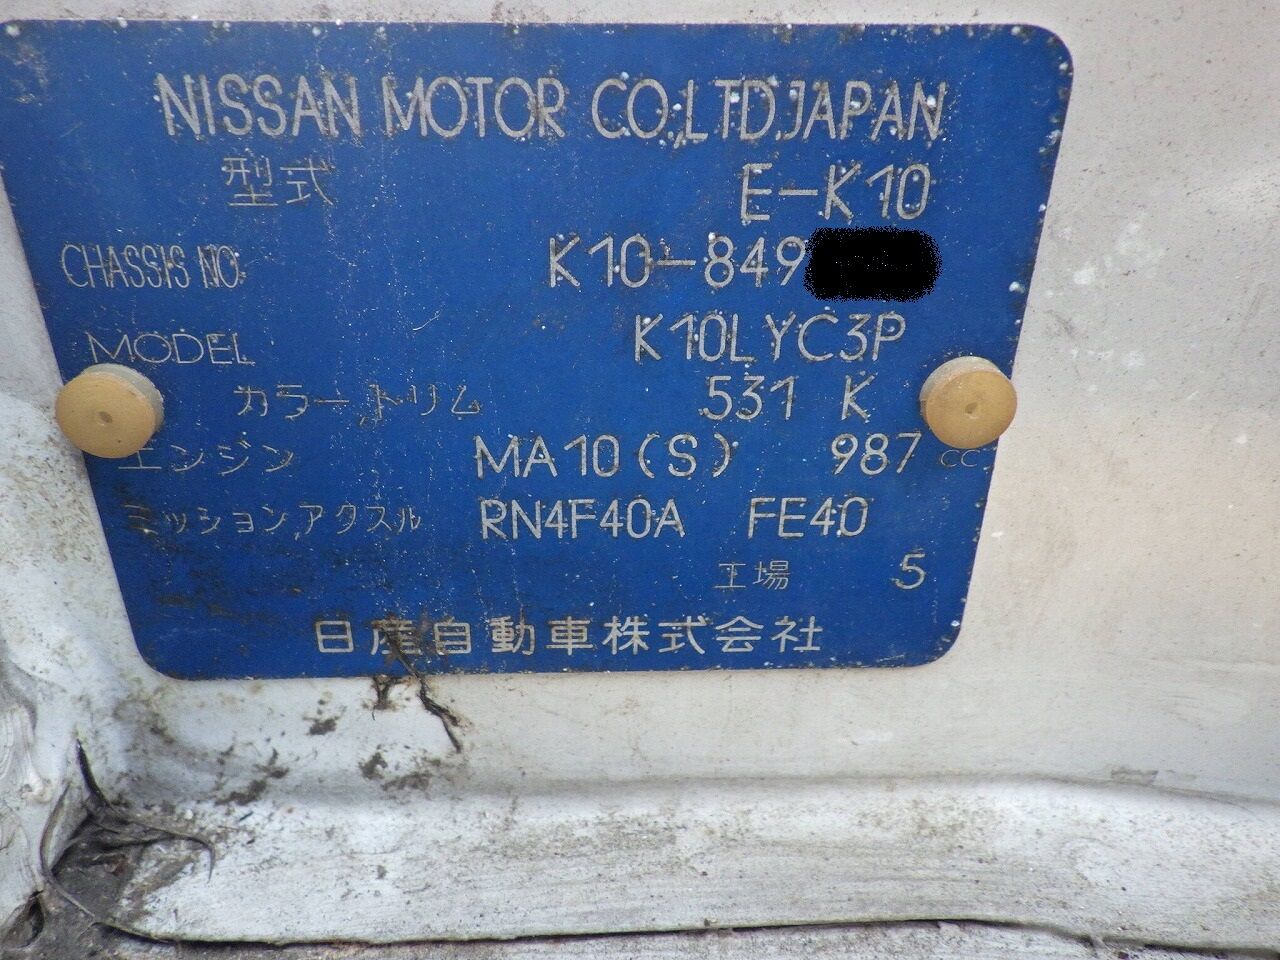 NISSAN MOTOR CO.,LTD.JAPAN
型式 E-K10
CHASSIS NO. K10-849
MODEL K10LYC3P
カラー,トリム 531 K
エンジン MA10(S) 987 CC
ミッション,アクスル RN4F40A FE40
工場 5
日産自動車株式会社